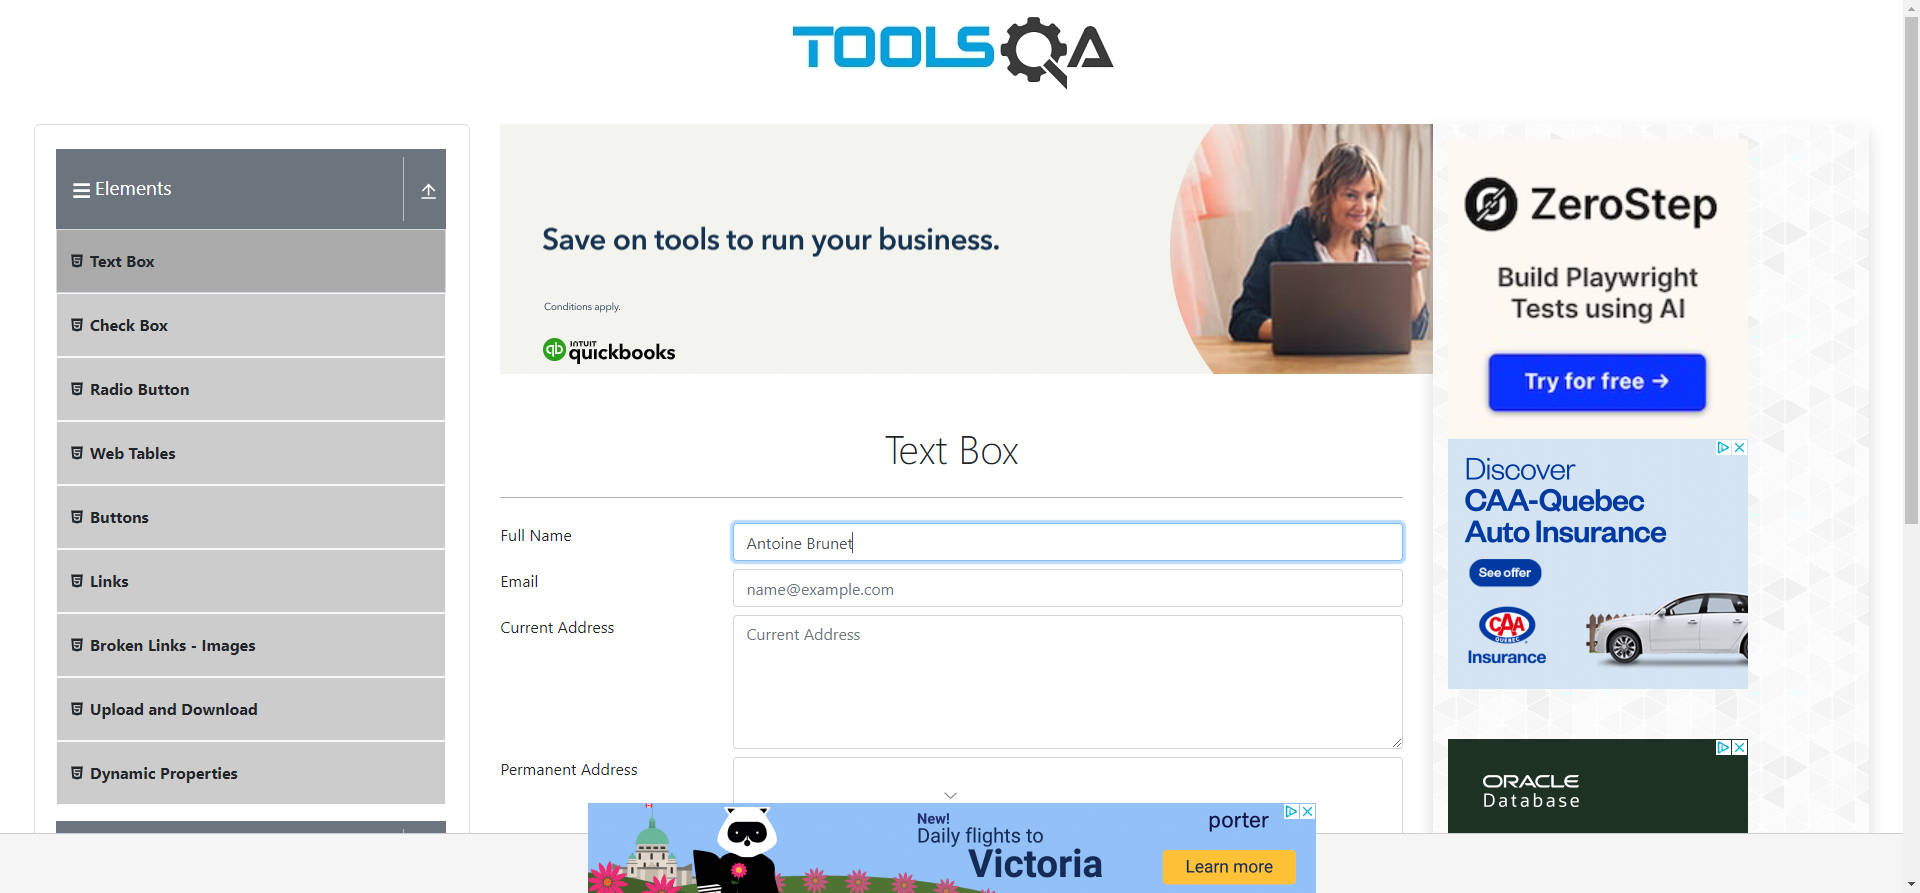 TOOLSQA
Elements
Text Box
Check Box
Radio Button
Web Tables
Buttons
Links
Broken Links - Images
Upload and Download
Dynamic Properties
Save on tools to run your business.
Conditions apply.
qb INTUIT
quickbooks
Text Box
Full Name
Antoine Brunet
Email
name@example.com
Current Address
Current Address
Permanent Address
ZeroStep
Build Playwright
Tests using AI
Try for free →
Discover
CAA-Quebec
Auto Insurance
See offer
CAA
QUÉBEC
Insurance
ORACLE
Database
New!
Daily flights to
Victoria
porter
Learn more